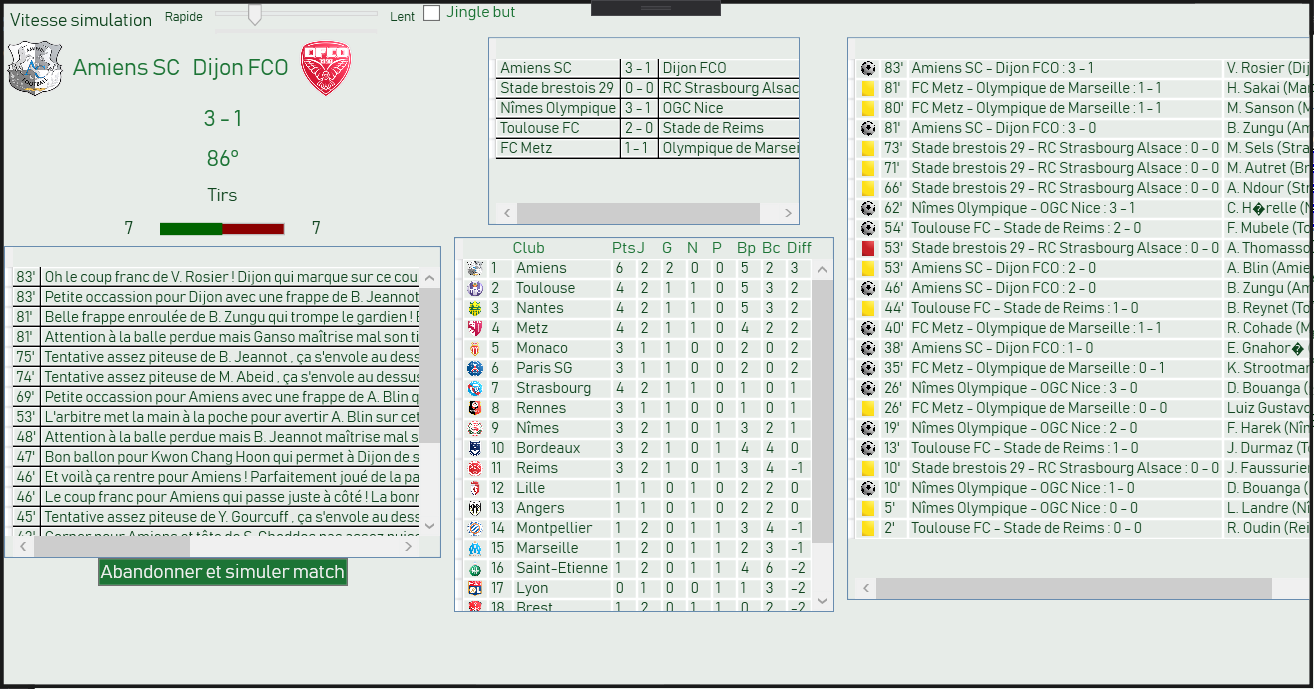 Vitesse simulation Rapide Lent Jingle but
Amiens SC Dijon FCO
3 - 1
86°
Tirs
7 7
83' Oh le coup franc de V. Rosier ! Dijon qui marque sur ce cou
83' Petite occassion pour Dijon avec une frappe de B. Jeannot
81' Belle frappe enroulée de B. Zungu qui trompe le gardien !
81' Attention à la balle perdue mais Ganso maîtrise mal son ti
75' Tentative assez piteuse de B. Jeannot , ça s'envole au dess
74' Tentative assez piteuse de M. Abeid , ça s'envole au dessus
69' Petite occassion pour Amiens avec une frappe de A. Blin q
53' L'arbitre met la main à la poche pour avertir A. Blin sur cet
48' Attention à la balle perdue mais B. Jeannot maîtrise mal s
47' Bon ballon pour Kwon Chang Hoon qui permet à Dijon de s
46' Et voilà ça rentre pour Amiens ! Parfaitement joué de la pa
46' Le coup franc pour Amiens qui passe juste à côté ! La bonn
45' Tentative assez piteuse de Y. Gourcuff , ça s'envole au dess
Abandonner et simuler match
Amiens SC 3 - 1 Dijon FCO
Stade brestois 29 0 - 0 RC Strasbourg Alsac
Nîmes Olympique 3 - 1 OGC Nice
Toulouse FC 2 - 0 Stade de Reims
FC Metz 1 - 1 Olympique de Marsei
Club Pts J G N P Bp Bc Diff
1 Amiens 6 2 2 0 0 5 2 3
2 Toulouse 4 2 1 1 0 5 3 2
3 Nantes 4 2 1 1 0 5 3 2
4 Metz 4 2 1 1 0 4 2 2
5 Monaco 3 1 1 0 0 2 0 2
6 Paris SG 3 1 1 0 0 2 0 2
7 Strasbourg 4 2 1 1 0 1 0 1
8 Rennes 3 1 1 0 0 1 0 1
9 Nîmes 3 2 1 0 1 3 2 1
10 Bordeaux 3 2 1 0 1 4 4 0
11 Reims 3 2 1 0 1 3 4 -1
12 Lille 1 1 0 1 0 2 2 0
13 Angers 1 1 0 1 0 2 2 0
14 Montpellier 1 2 0 1 1 3 4 -1
15 Marseille 1 2 0 1 1 2 3 -1
16 Saint-Etienne 1 2 0 1 1 4 6 -2
17 Lyon 0 1 0 0 1 1 3 -2
18 Brest 1 2 0 1 1 0 2 -2
83' Amiens SC - Dijon FCO : 3 - 1 V. Rosier (Dij
81' FC Metz - Olympique de Marseille : 1 - 1 H. Sakai (Mar
80' FC Metz - Olympique de Marseille : 1 - 1 M. Sanson (M
81' Amiens SC - Dijon FCO : 3 - 0 B. Zungu (Am
73' Stade brestois 29 - RC Strasbourg Alsace : 0 - 0 M. Sels (Stra
71' Stade brestois 29 - RC Strasbourg Alsace : 0 - 0 M. Autret (Br
66' Stade brestois 29 - RC Strasbourg Alsace : 0 - 0 A. Ndour (St
62' Nîmes Olympique - OGC Nice : 3 - 1 C. H�relle (N
54' Toulouse FC - Stade de Reims : 2 - 0 F. Mubele (To
53' Stade brestois 29 - RC Strasbourg Alsace : 0 - 0 A. Thomasso
53' Amiens SC - Dijon FCO : 2 - 0 A. Blin (Amie
46' Amiens SC - Dijon FCO : 2 - 0 B. Zungu (An
44' Toulouse FC - Stade de Reims : 1 - 0 B. Reynet (To
40' FC Metz - Olympique de Marseille : 1 - 1 R. Cohade (M
38' Amiens SC - Dijon FCO : 1 - 0 E. Gnahor�
35' FC Metz - Olympique de Marseille : 0 - 1 K. Strootmar
26' Nîmes Olympique - OGC Nice : 3 - 0 D. Bouanga (
26' FC Metz - Olympique de Marseille : 0 - 0 Luiz Gustavo
19' Nîmes Olympique - OGC Nice : 2 - 0 F. Harek (Nîm
13' Toulouse FC - Stade de Reims : 1 - 0 J. Durmaz (To
10' Stade brestois 29 - RC Strasbourg Alsace : 0 - 0 J. Faussurier
10' Nîmes Olympique - OGC Nice : 1 - 0 D. Bouanga (
5' Nîmes Olympique - OGC Nice : 0 - 0 L. Landre (Nî
2' Toulouse FC - Stade de Reims : 0 - 0 R. Oudin (Rei